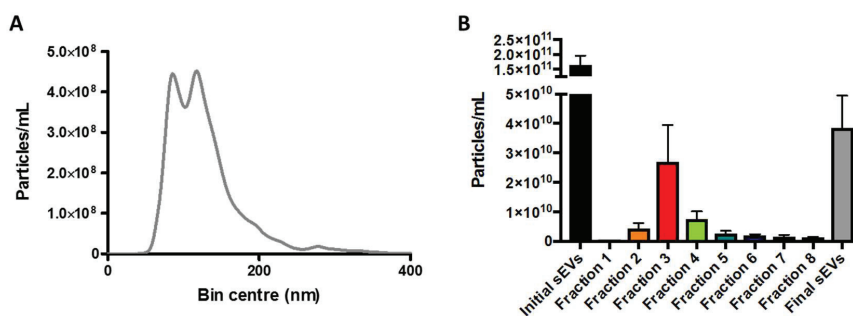 A
Particles/mL
5.0×10⁸
4.0×10⁸
3.0×10⁸
2.0×10⁸
1.0×10⁸
0
0
200
400
Bin centre (nm)
B
Particles/mL
2.5×10¹¹
2.0×10¹¹
1.5×10¹¹
5×10¹⁰
4×10¹⁰
3×10¹⁰
2×10¹⁰
1×10¹⁰
0
Initial sEVs
Fraction 1
Fraction 2
Fraction 3
Fraction 4
Fraction 5
Fraction 6
Fraction 7
Fraction 8
Final sEVs